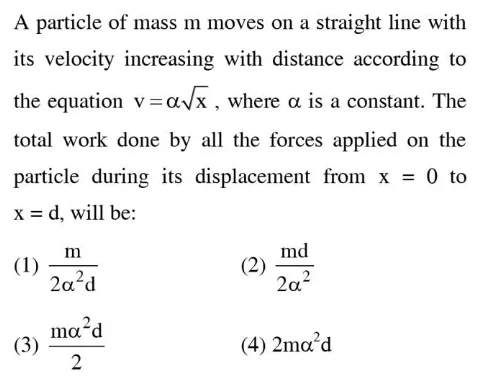 A particle of mass m moves on a straight line with
its velocity increasing with distance according to
the equation v = α√x , where α is a constant. The
total work done by all the forces applied on the
particle during its displacement from x = 0 to
x = d, will be:
(1) m/(2α²d) (2) md/(2α²)
(3) mα²d/2 (4) 2mα²d